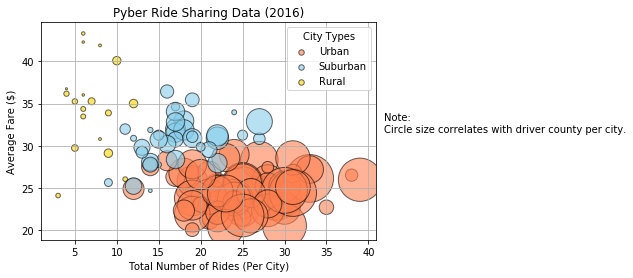 Pyber Ride Sharing Data (2016)
Average Fare ($)
40
35
30
25
20
City Types
Urban
Suburban
Rural
Note:
Circle size correlates with driver county per city.
5
10
15
20
25
30
35
40
Total Number of Rides (Per City)